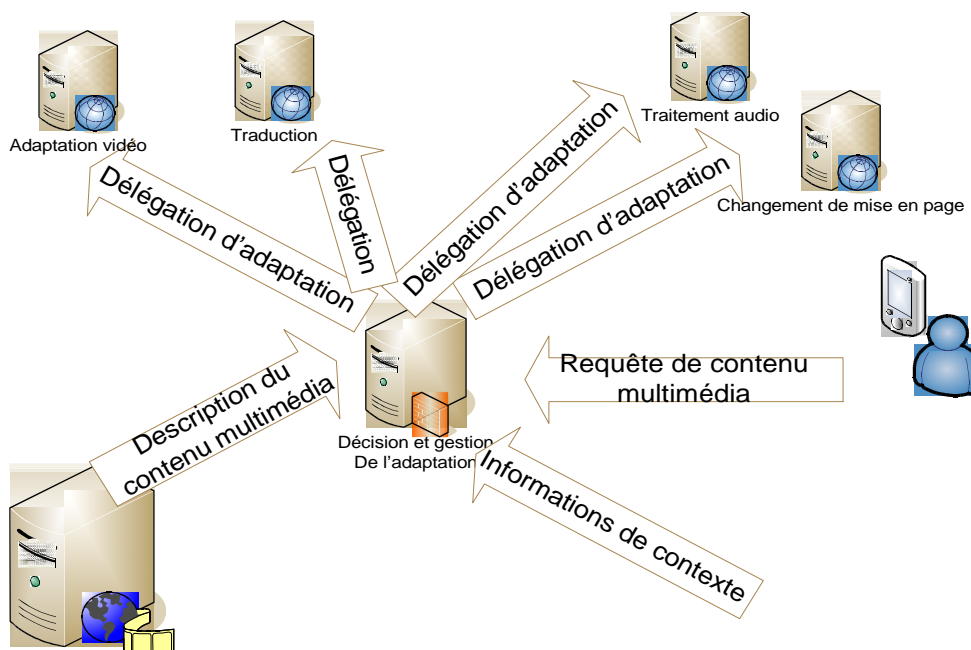 Adaptation vidéo
Traduction
Traitement audio
Changement de mise en page
Délégation d'adaptation
Délégation
Délégation d'adaptation
Délégation d'adaptation
Description du
contenu multimédia
Requête de contenu
multimédia
Décision et gestion
De l'adaptation
Informations de contexte